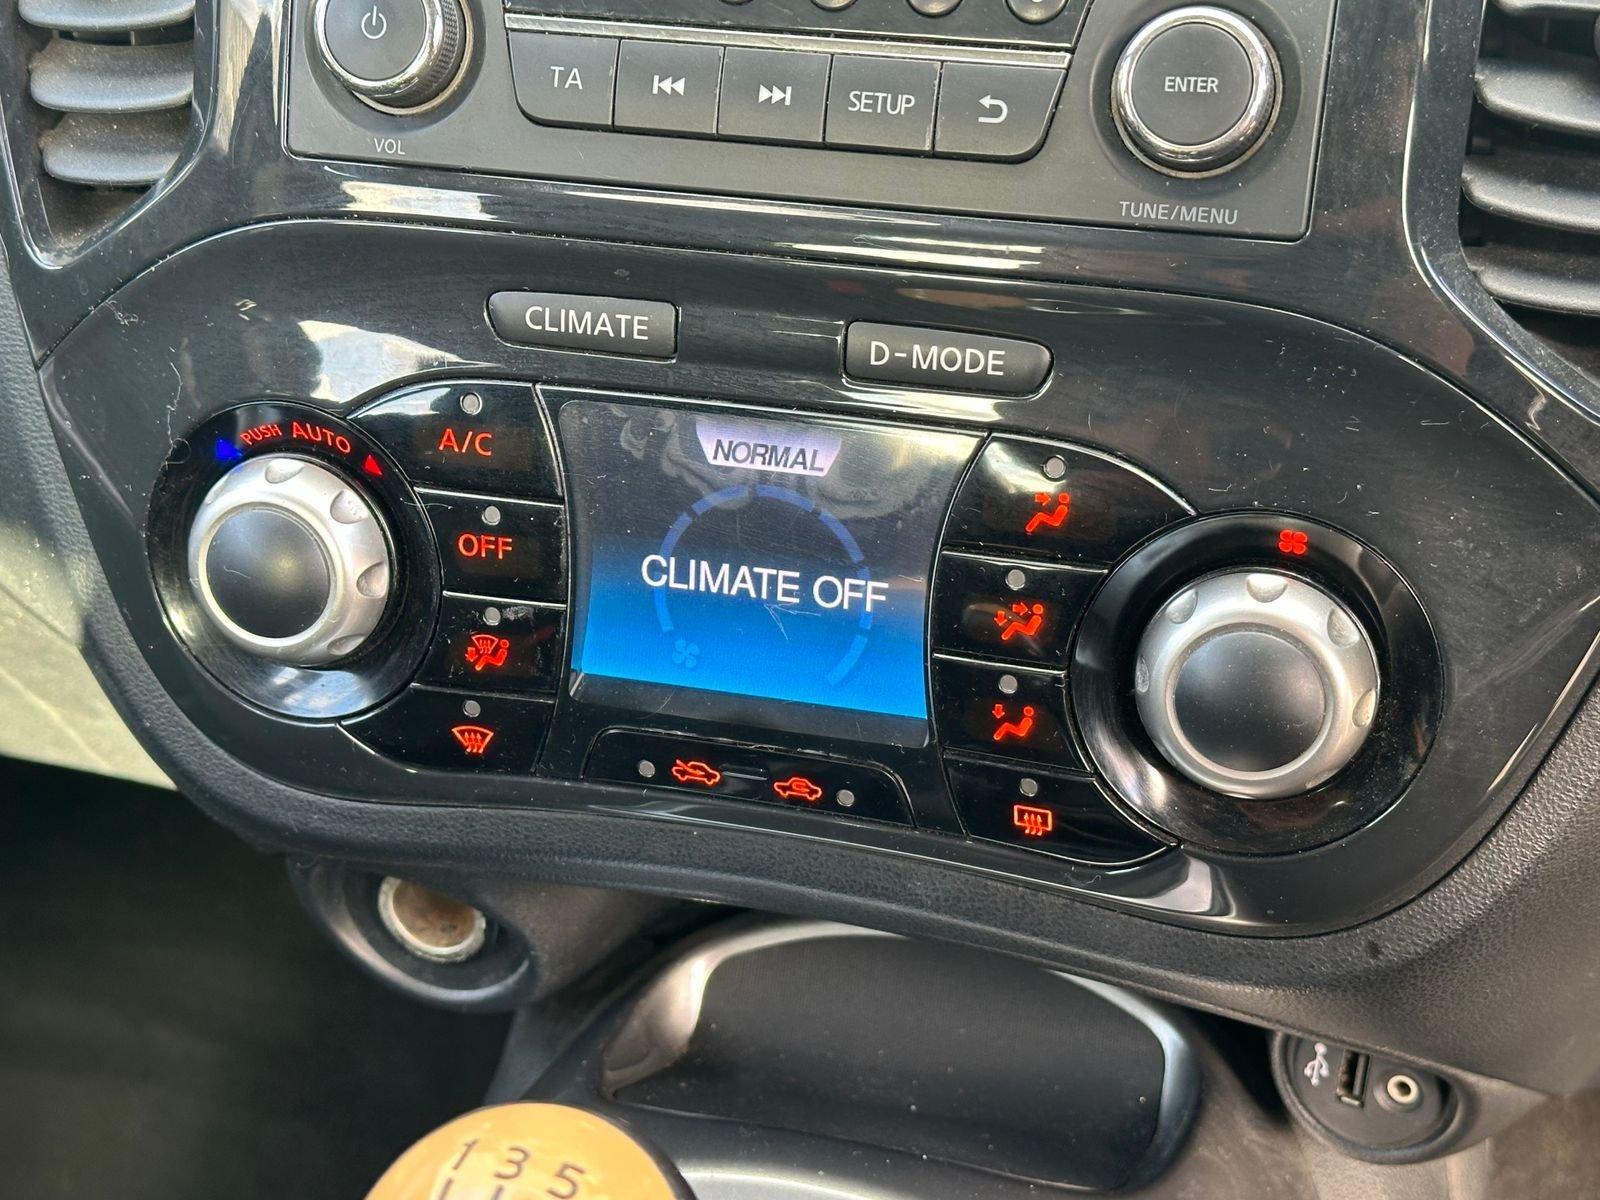 TA
SETUP
ENTER
VOL
TUNE/MENU
CLIMATE
D-MODE
PUSH AUTO
A/C
NORMAL
OFF
CLIMATE OFF
1 3 5